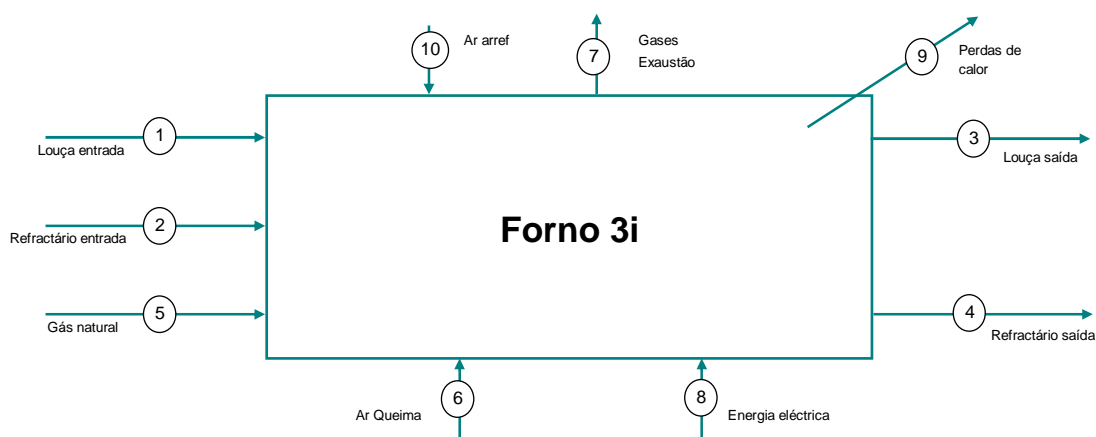 10
Ar arref
7
Gases
Exaustão
9
Perdas de
calor
1
Louça entrada
3
Louça saída
2
Refractário entrada
Forno 3i
5
Gás natural
4
Refractário saída
6
Ar Queima
8
Energia eléctrica